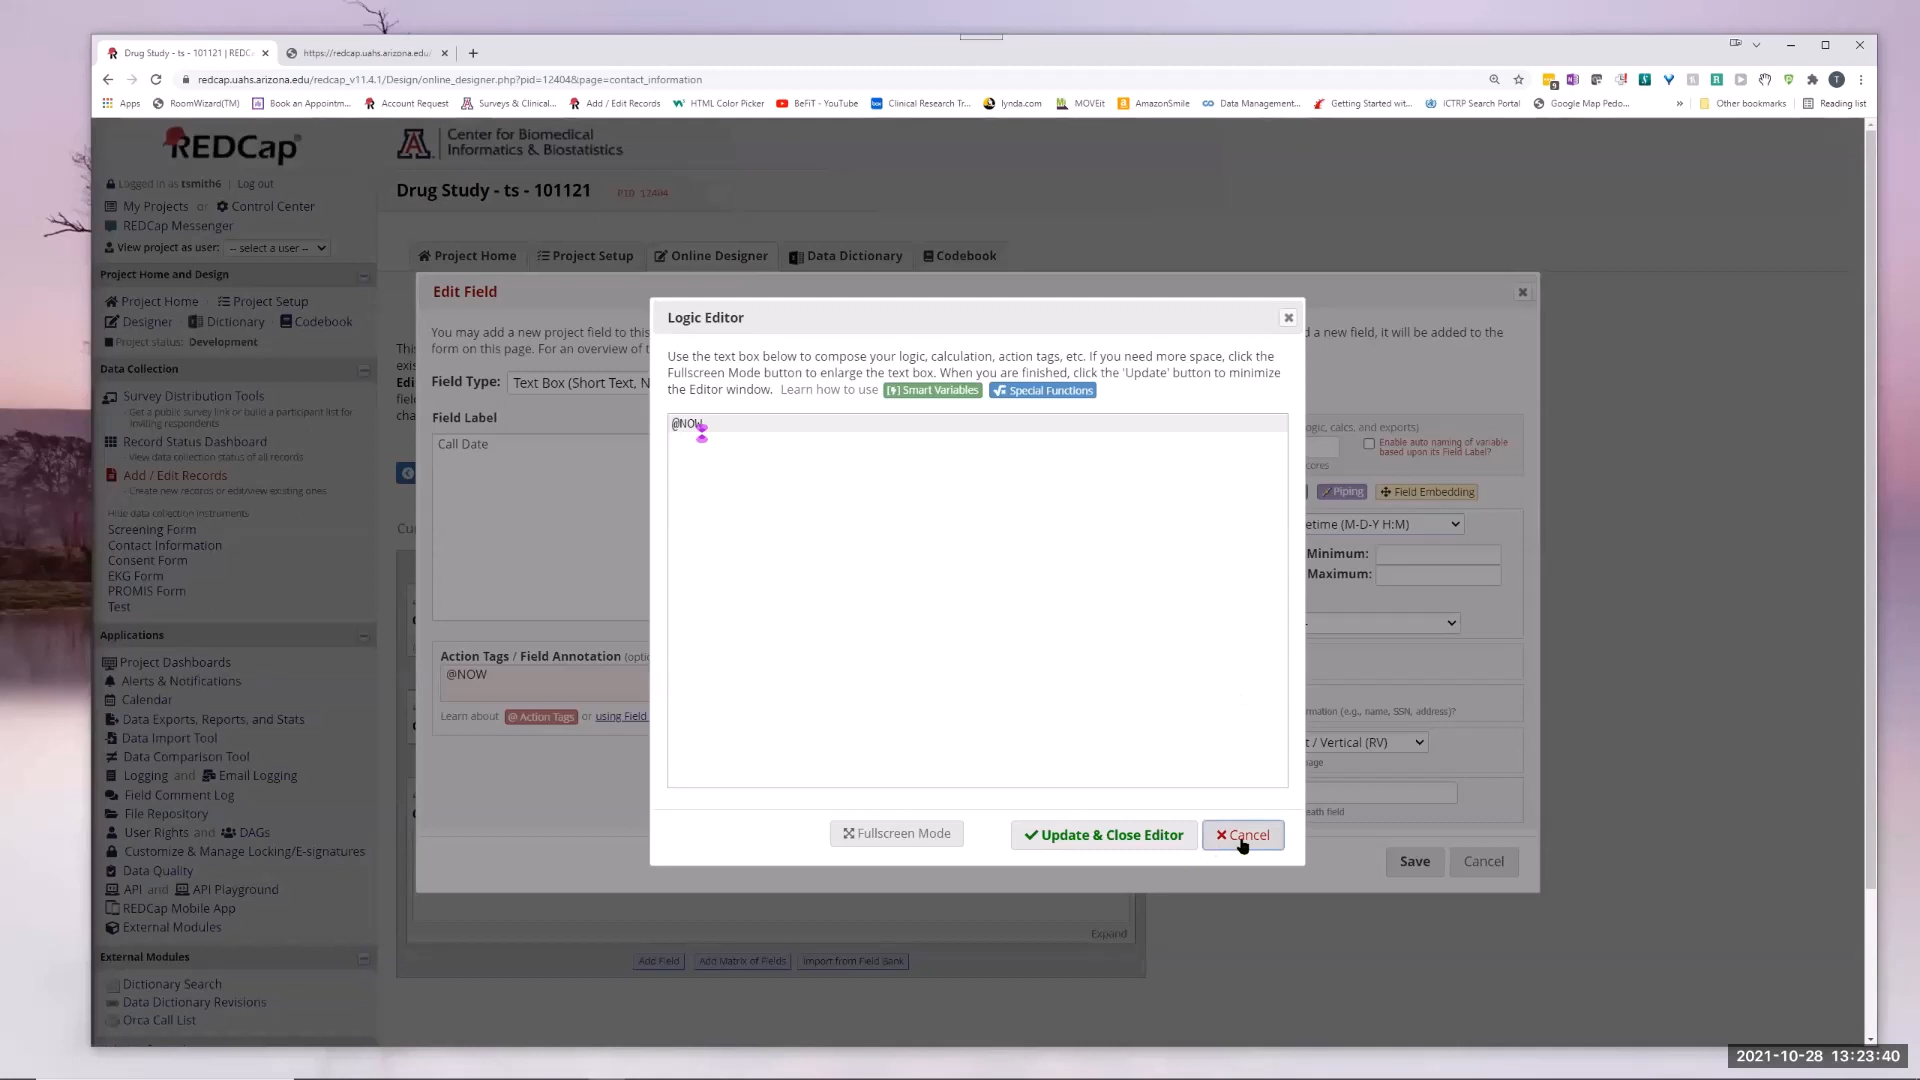 Drug Study - ts - 101121 | REDC
https://redcap.uahs.arizona.edu/
redcap.uahs.arizona.edu/redcap_v11.4.1/Design/online_designer.php?pid=12404&page=contact_information
Apps
RoomWizard(TM)
Book an Appointm...
Account Request
Surveys & Clinical...
Add / Edit Records
HTML Color Picker
BeFiT - YouTube
Clinical Research Tr...
lynda.com
MOVEit
AmazonSmile
Data Management...
Getting Started wit...
ICTRP Search Portal
Google Map Pedo...
»
Other bookmarks
Reading list
REDCap
Logged in as tsmith6 | Log out
My Projects or Control Center
REDCap Messenger
View project as user: -- select a user --
Project Home and Design
Project Home Project Setup
Designer Dictionary Codebook
Project status: Development
Data Collection
Survey Distribution Tools
- Get a public survey link or build a participant list for
inviting respondents
Record Status Dashboard
- View data collection status of all records
Add / Edit Records
- Create new records or edit/view existing ones
Hide data collection instruments
Screening Form
Contact Information
Consent Form
EKG Form
PROMIS Form
Test
Applications
Project Dashboards
Alerts & Notifications
Calendar
Data Exports, Reports, and Stats
Data Import Tool
Data Comparison Tool
Logging and Email Logging
Field Comment Log
File Repository
User Rights and DAGs
Customize & Manage Locking/E-signatures
Data Quality
API and API Playground
REDCap Mobile App
External Modules
External Modules
Dictionary Search
Data Dictionary Revisions
Orca Call List
Center for Biomedical
Informatics & Biostatistics
Drug Study - ts - 101121 PID 12404
Project Home
Project Setup
Online Designer
Data Dictionary
Codebook
Edit Field
You may add a new project field to this
form on this page. For an overview of t
d a new field, it will be added to the
Field Type: Text Box (Short Text, N
Field Label
Call Date
Action Tags / Field Annotation (optio
@NOW
Learn about @ Action Tags or using Field
Logic Editor
Use the text box below to compose your logic, calculation, action tags, etc. If you need more space, click the
Fullscreen Mode button to enlarge the text box. When you are finished, click the 'Update' button to minimize
the Editor window. Learn how to use Smart Variables Special Functions
@NOW
Fullscreen Mode
Update & Close Editor
Cancel
logic, calcs, and exports)
Enable auto naming of variable
based upon its Field Label?
Piping
Field Embedding
etime (M-D-Y H:M)
Minimum:
Maximum:
rmation (e.g., name, SSN, address)?
t / Vertical (RV)
page
eath field
Save
Cancel
Expand
Add Field
Add Matrix of Fields
Import from Field Bank
2021-10-28 13:23:40